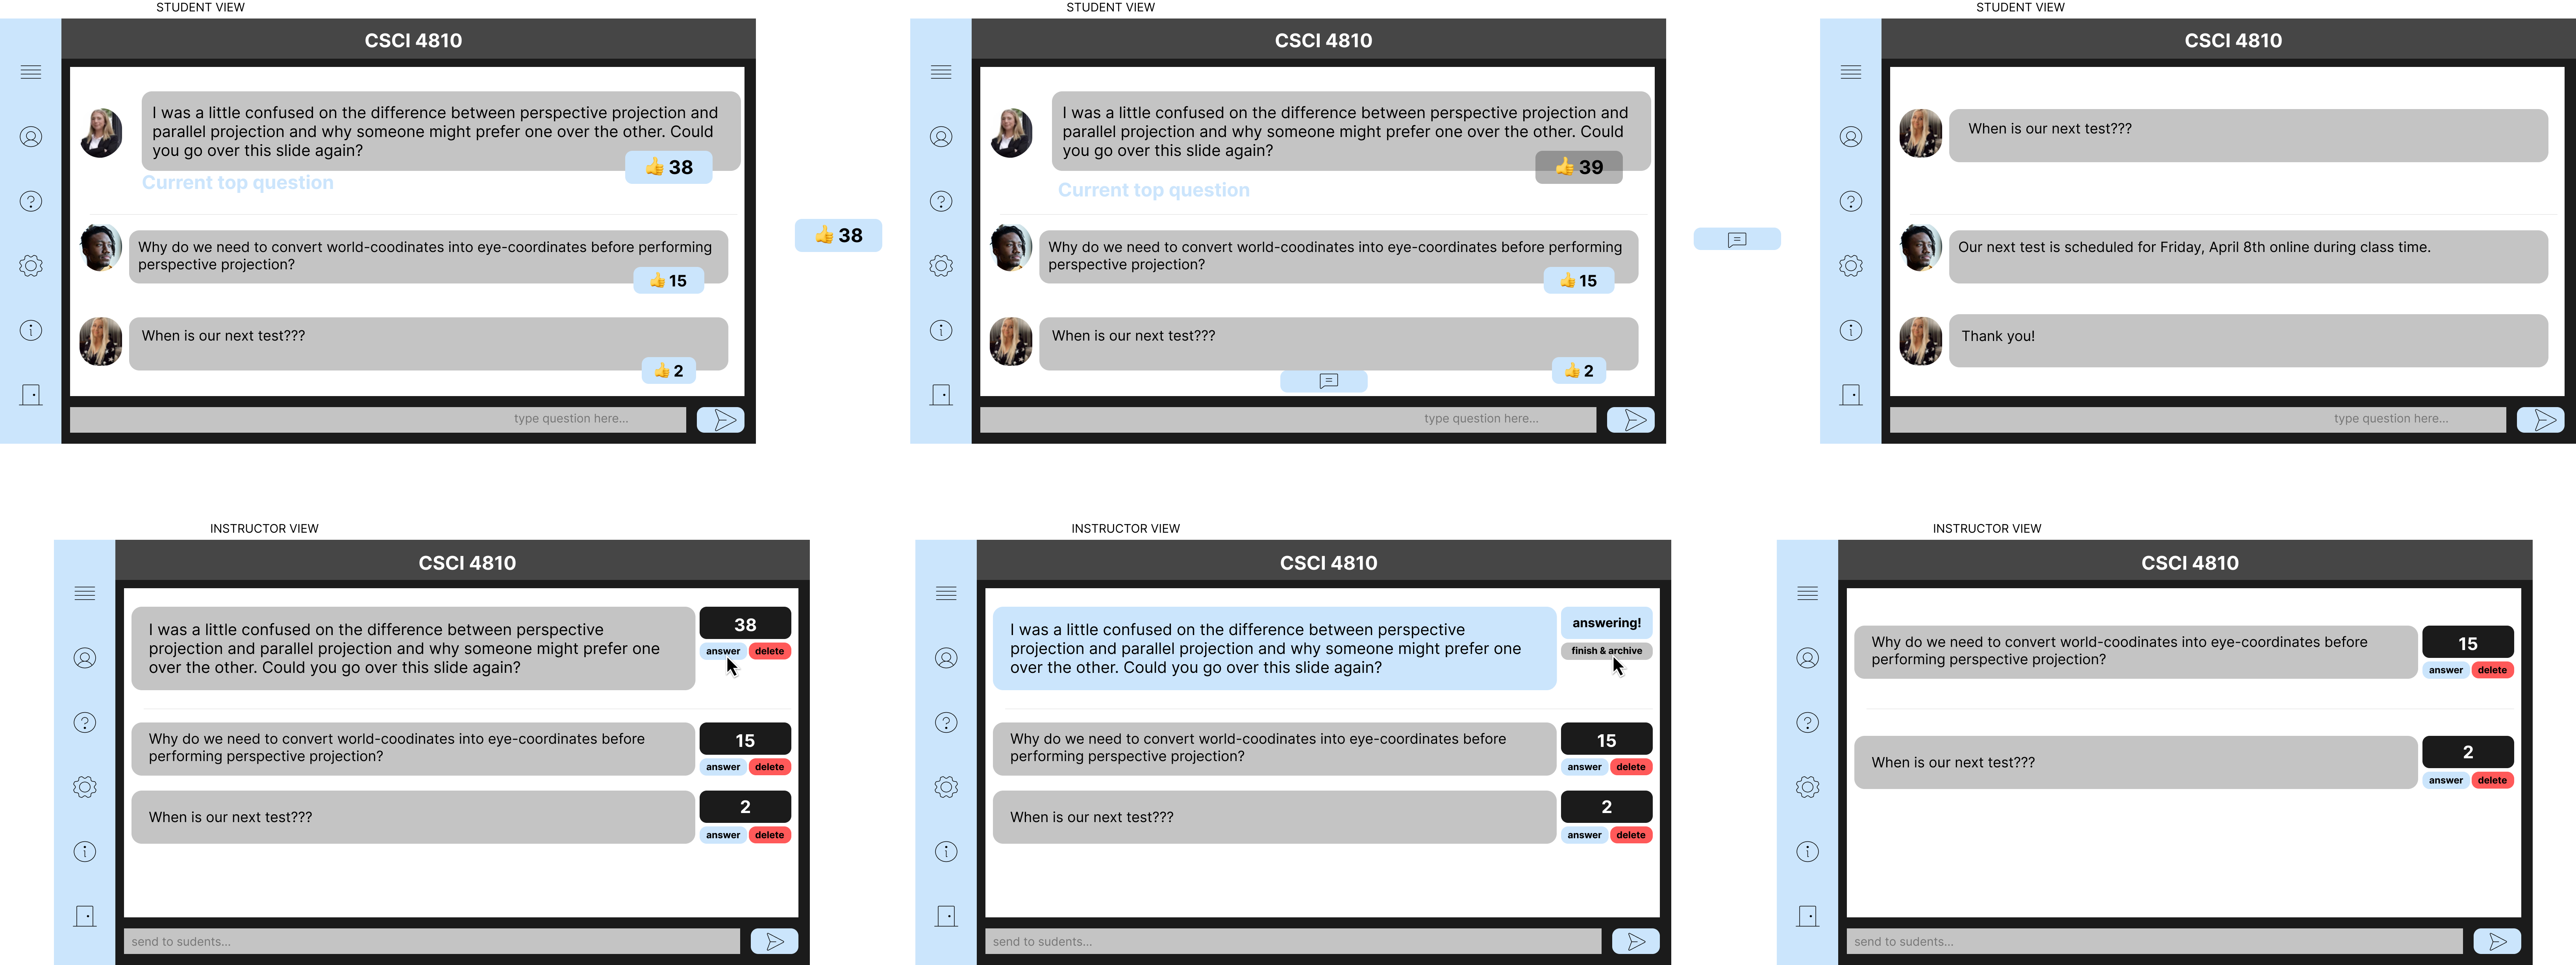 STUDENT VIEW
CSCI 4810
I was a little confused on the difference between perspective projection and
parallel projection and why someone might prefer one over the other. Could
you go over this slide again?
👍 38
Current top question
Why do we need to convert world-coodinates into eye-coordinates before performing
perspective projection?
👍 15
When is our next test???
👍 2
type question here...
👍 38
STUDENT VIEW
CSCI 4810
I was a little confused on the difference between perspective projection and
parallel projection and why someone might prefer one over the other. Could
you go over this slide again?
👍 39
Current top question
Why do we need to convert world-coodinates into eye-coordinates before performing
perspective projection?
👍 15
When is our next test???
👍 2
type question here...
STUDENT VIEW
CSCI 4810
When is our next test???
Our next test is scheduled for Friday, April 8th online during class time.
Thank you!
type question here...
INSTRUCTOR VIEW
CSCI 4810
I was a little confused on the difference between perspective
projection and parallel projection and why someone might prefer one
over the other. Could you go over this slide again?
38
answer delete
Why do we need to convert world-coodinates into eye-coordinates before
performing perspective projection?
15
answer delete
When is our next test???
2
answer delete
send to sudents...
INSTRUCTOR VIEW
CSCI 4810
I was a little confused on the difference between perspective
projection and parallel projection and why someone might prefer one
over the other. Could you go over this slide again?
answering!
finish & archive
Why do we need to convert world-coodinates into eye-coordinates before
performing perspective projection?
15
answer delete
When is our next test???
2
answer delete
send to sudents...
INSTRUCTOR VIEW
CSCI 4810
Why do we need to convert world-coodinates into eye-coordinates before
performing perspective projection?
15
answer delete
When is our next test???
2
answer delete
send to sudents...